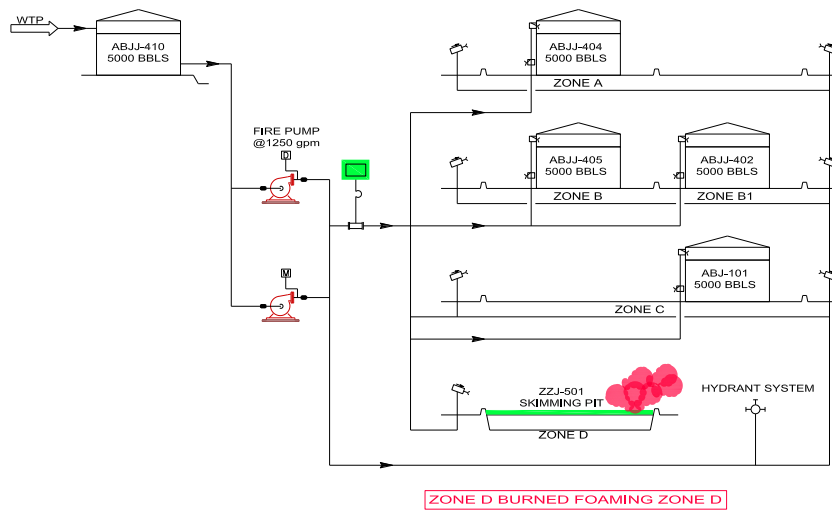 WTP
ABJJ-410
5000 BBLS
FIRE PUMP
@1250 gpm
D
M
ABJJ-404
5000 BBLS
ZONE A
ABJJ-405
5000 BBLS
ABJJ-402
5000 BBLS
ZONE B
ZONE B1
ABJ-101
5000 BBLS
ZONE C
ZZJ-501
SKIMMING PIT
ZONE D
HYDRANT SYSTEM
ZONE D BURNED FOAMING ZONE D